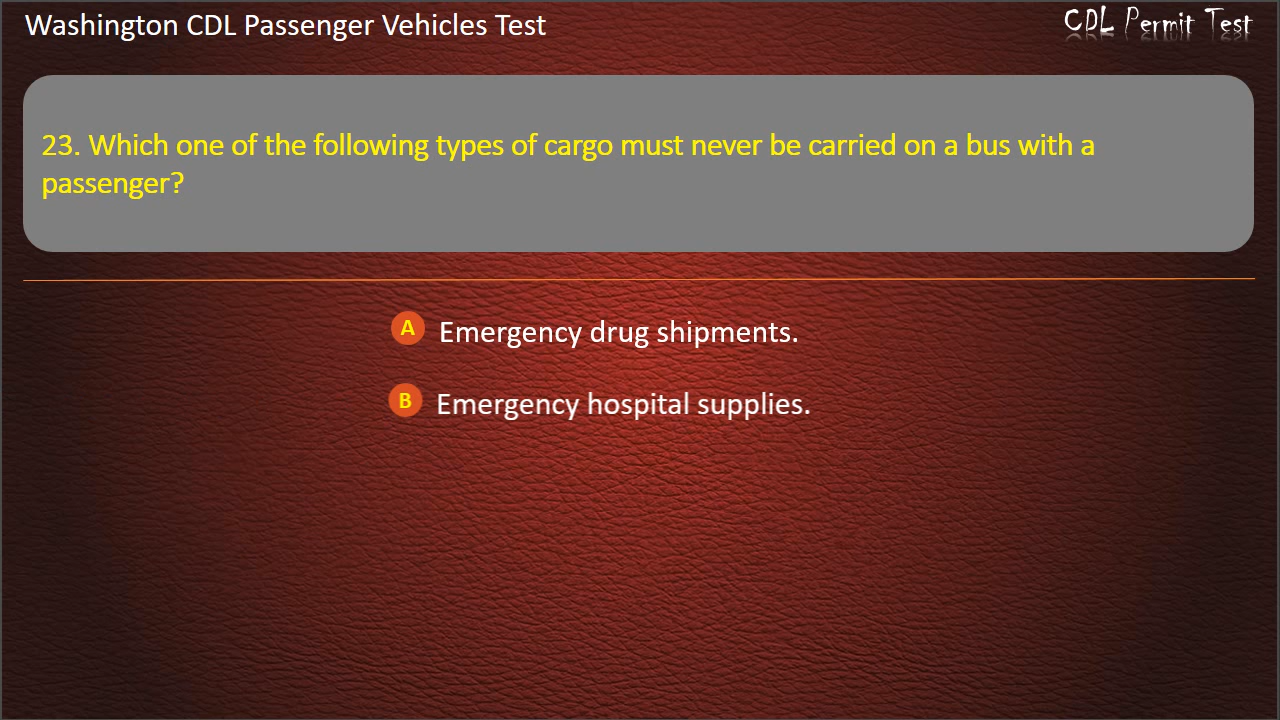 Washington CDL Passenger Vehicles Test
CDL Permit Test
23. Which one of the following types of cargo must never be carried on a bus with a
passenger?
A Emergency drug shipments.
B Emergency hospital supplies.